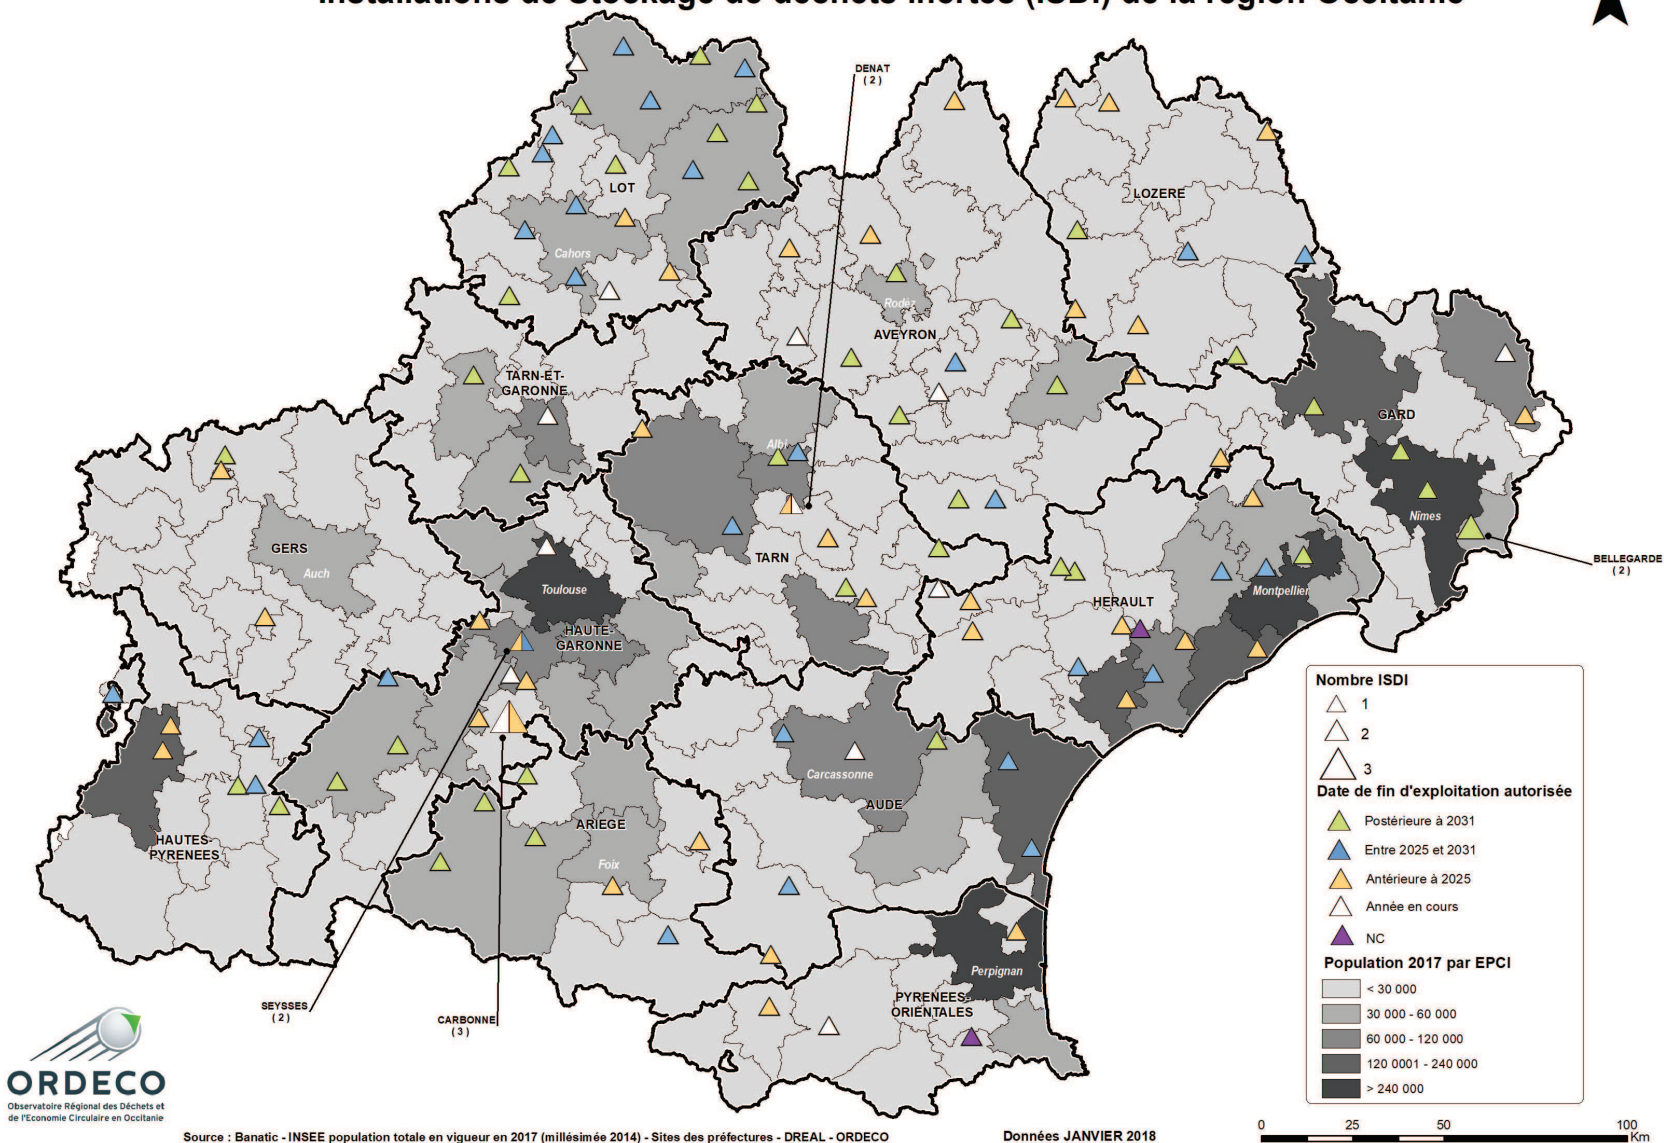 Installations de Stockage de déchets inertes (ISDI) de la région Occitanie
DENAT
(2)
LOT
LOZERE
Cahors
Rodez
AVEYRON
TARN-ET-
GARONNE
GARD
Albi
Nîmes
GERS
Auch
TARN
BELLEGARDE
(2)
Toulouse
Montpellier
HERAULT
HAUTE-
GARONNE
Carcassonne
AUDE
HAUTES-
PYRENEES
ARIEGE
Foix
Perpignan
PYRENEES-
ORIENTALES
SEYSSES
(2)
CARBONNE
(3)
Nombre ISDI
1
2
3
Date de fin d'exploitation autorisée
Postérieure à 2031
Entre 2025 et 2031
Antérieure à 2025
Année en cours
NC
Population 2017 par EPCI
< 30 000
30 000 - 60 000
60 000 - 120 000
120 0001 - 240 000
> 240 000
ORDECO
Observatoire Régional des Déchets et
de l'Economie Circulaire en Occitanie
Source : Banatic - INSEE population totale en vigueur en 2017 (millésimée 2014) - Sites des préfectures - DREAL - ORDECO
Données JANVIER 2018
0 25 50 100
Km